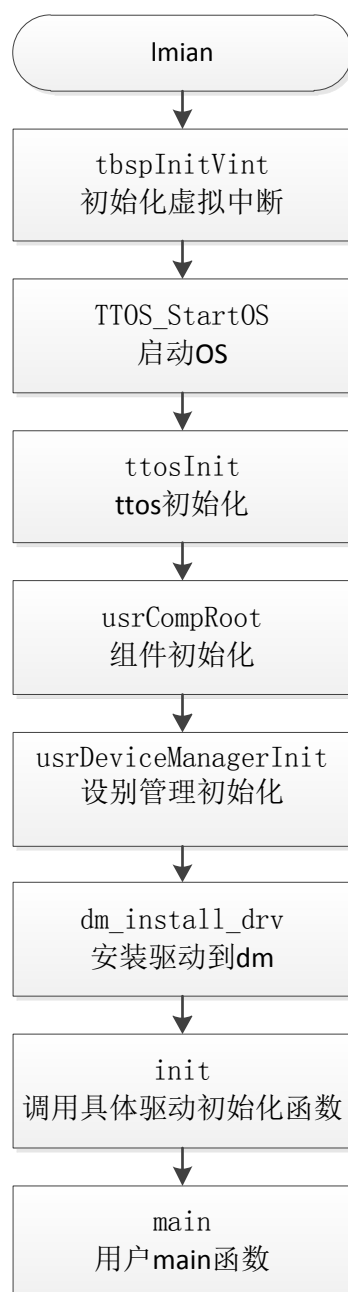 lmian
tbspInitVint
初始化虚拟中断
TTOS_StartOS
启动OS
ttosInit
ttos初始化
usrCompRoot
组件初始化
usrDeviceManagerInit
设别管理初始化
dm_install_drv
安装驱动到dm
init
调用具体驱动初始化函数
main
用户main函数